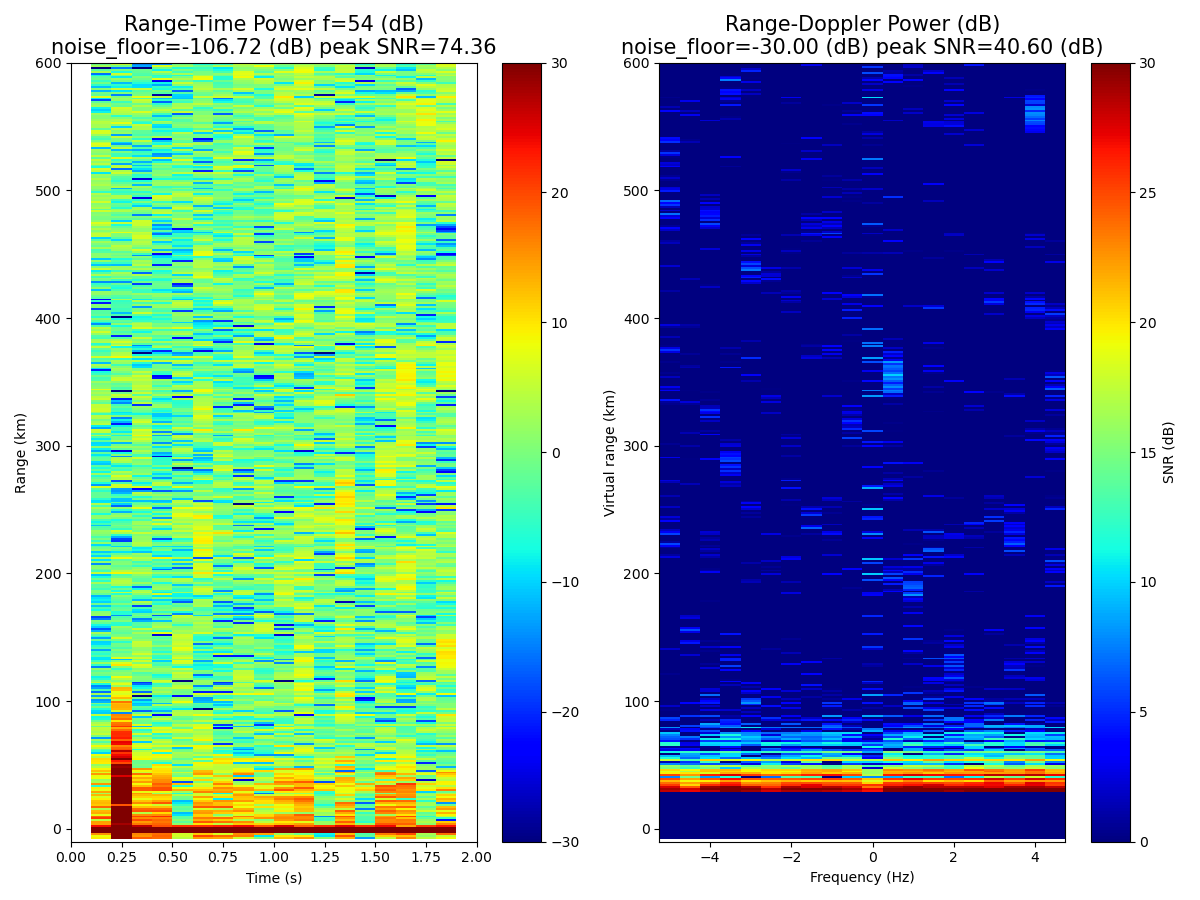 Range-Time Power f=54 (dB)
noise_floor=-106.72 (dB) peak SNR=74.36
Range-Doppler Power (dB)
noise_floor=-30.00 (dB) peak SNR=40.60 (dB)
600
500
400
300
200
100
0
Range (km)
0.00 0.25 0.50 0.75 1.00 1.25 1.50 1.75 2.00
Time (s)
30
20
10
0
−10
−20
−30
600
500
400
300
200
100
0
Virtual range (km)
−4 −2 0 2 4
Frequency (Hz)
30
25
20
15
10
5
0
SNR (dB)